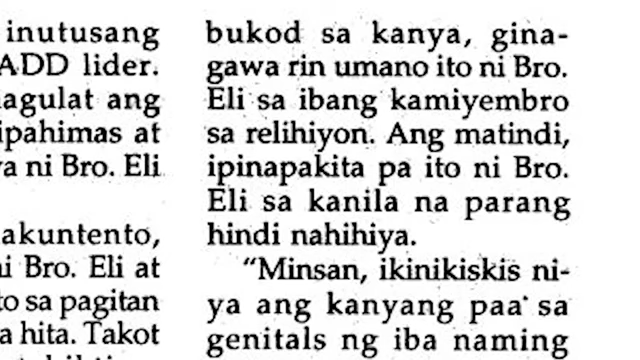 inutusang
ADD lider.
agulat ang
ipahimas at
ni Bro. Eli
akuntento,
Bro. Eli at
sa pagitan
hita. Takot
bukod sa kanya, gina-
gawa rin umano ito ni Bro.
Eli sa ibang kamiyembro
sa relihiyon. Ang matindi,
ipinapakita pa ito ni Bro.
Eli sa kanila na parang
hindi nahihiya.
"Minsan, ikinikiskis ni-
ya ang kanyang paa sa
genitals ng iba naming